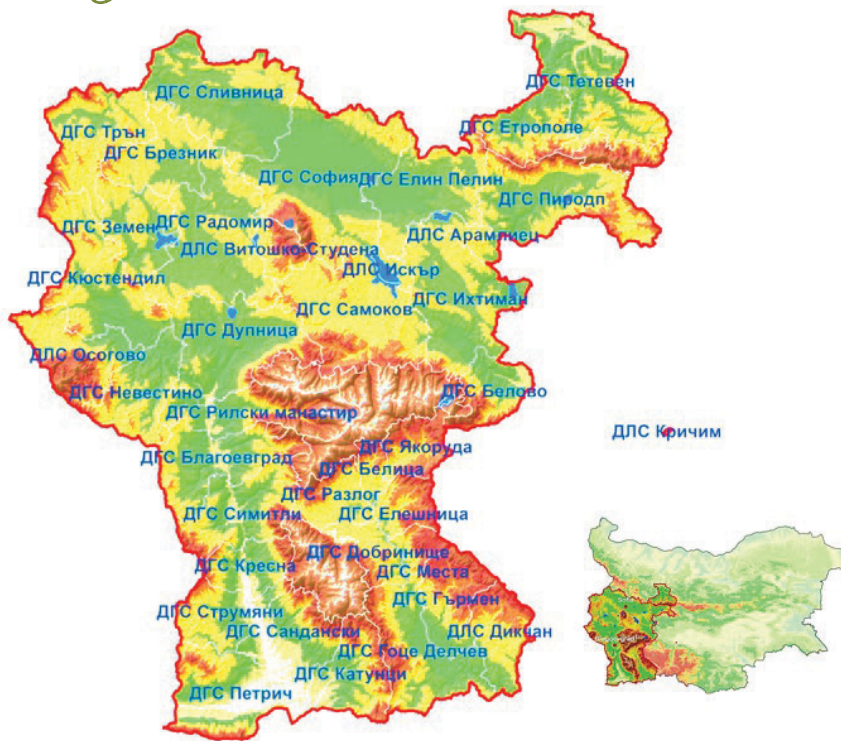 ДГС Тетевен
ДГС Сливница
ДГС Етрополе
ДГС Трън
ДГС Брезник
ДГС София
ДГС Елин Пелин
ДГС Пиродп
ДГС Радомир
ДГС Земен
ДЛС Арамлиец
ДЛС Витошко-Студена
ДЛС Искър
ДГС Кюстендил
ДГС Ихтиман
ДГС Самоков
ДГС Дупница
ДЛС Осогово
ДГС Невестино
ДГС Белово
ДГС Рилски манастир
ДЛС Кричим
ДГС Якоруда
ДГС Благоевград
ДГС Белица
ДГС Разлог
ДГС Симитли
ДГС Елешница
ДГС Добринище
ДГС Кресна
ДГС Места
ДГС Гърмен
ДГС Струмяни
ДГС Сандански
ДЛС Дикчан
ДГС Гоце Делчев
ДГС Катунци
ДГС Петрич